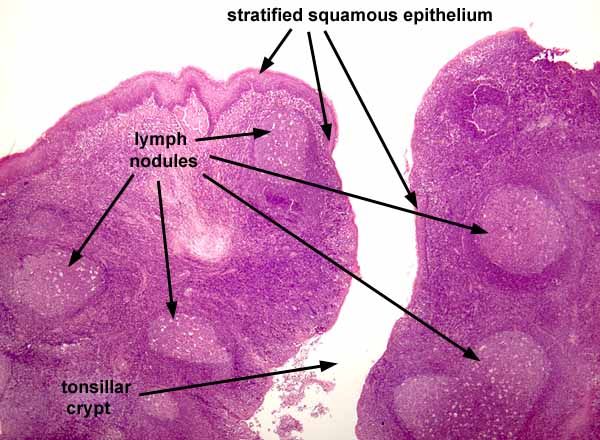 stratified squamous epithelium
lymph
nodules
tonsillar
crypt